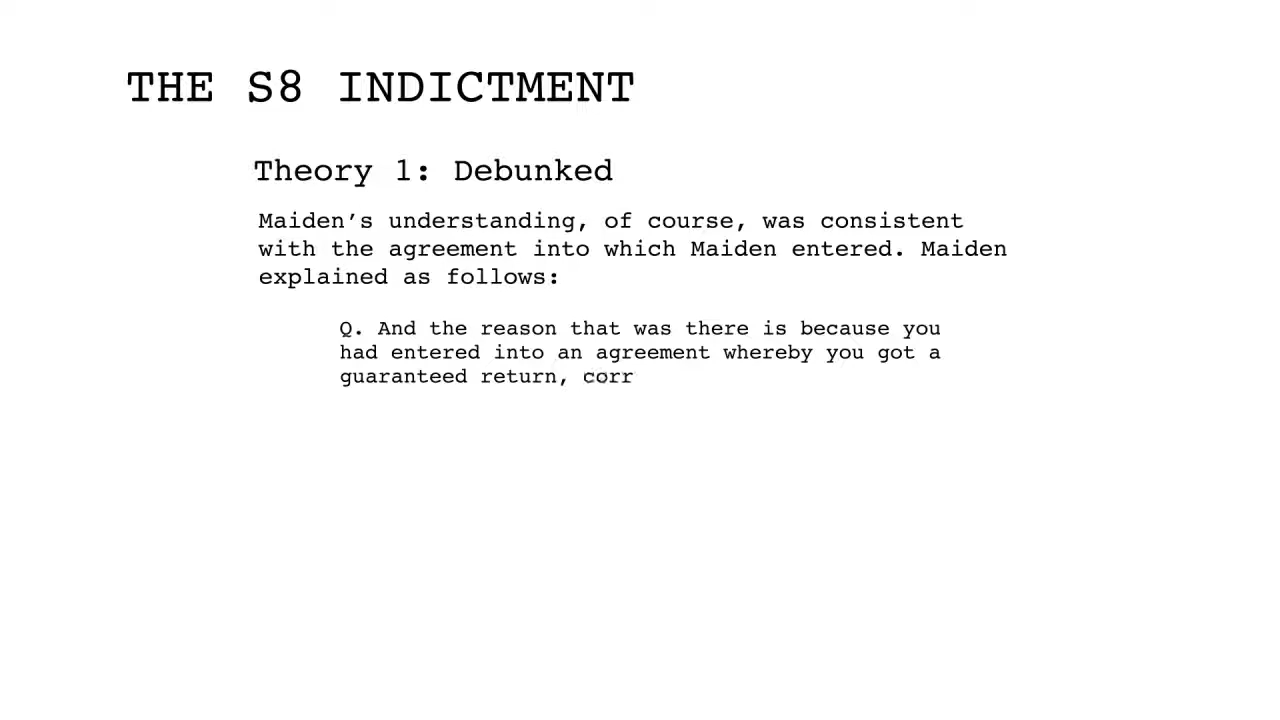 THE S8 INDICTMENT
Theory 1: Debunked
Maiden’s understanding, of course, was consistent
with the agreement into which Maiden entered. Maiden
explained as follows:
Q. And the reason that was there is because you
had entered into an agreement whereby you got a
guaranteed return, corr